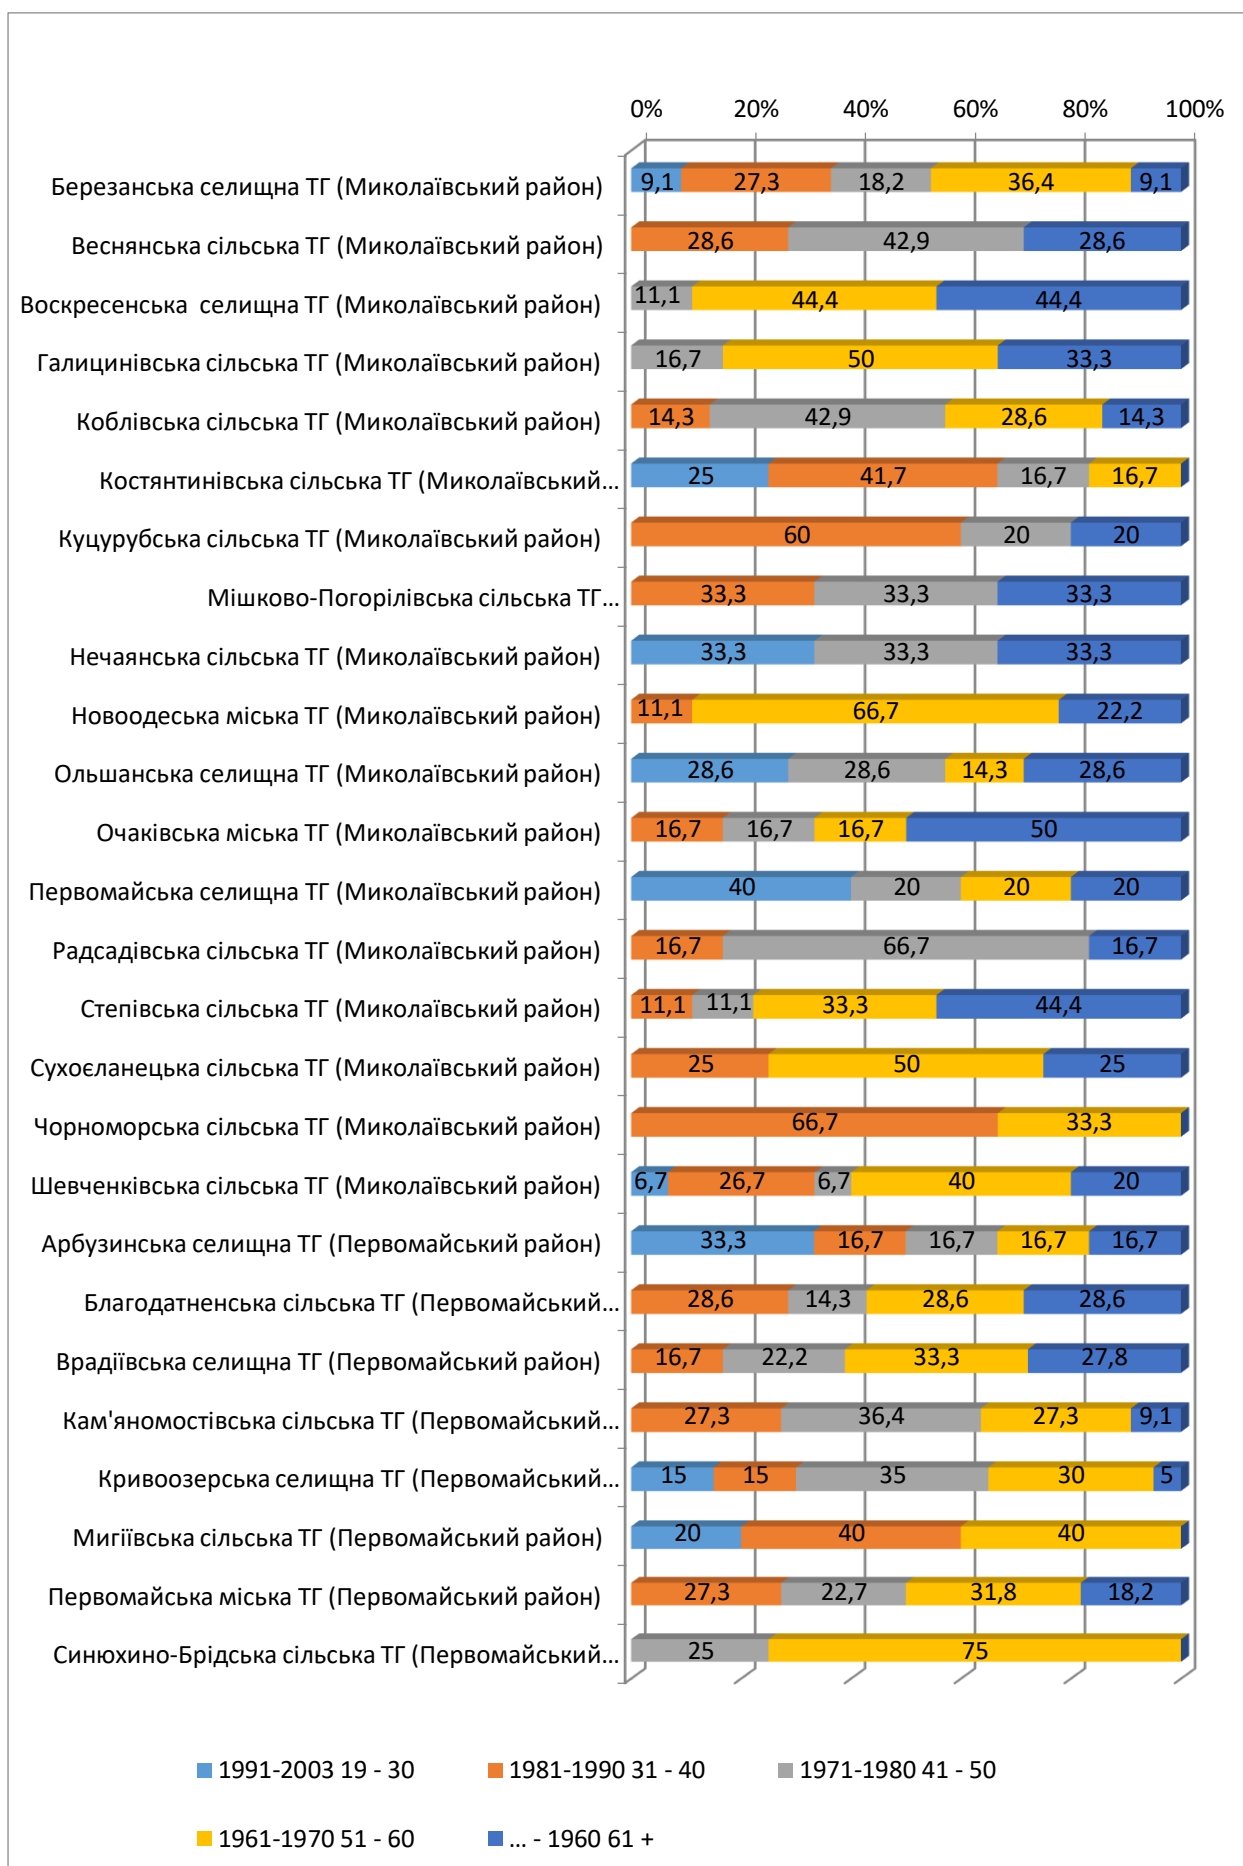 0% 20% 40% 60% 80% 100%
Березанська селищна ТГ (Миколаївський район) 9,1 27,3 18,2 36,4 9,1
Веснянська сільська ТГ (Миколаївський район) 28,6 42,9 28,6
Воскресенська селищна ТГ (Миколаївський район) 11,1 44,4 44,4
Галицинівська сільська ТГ (Миколаївський район) 16,7 50 33,3
Коблівська сільська ТГ (Миколаївський район) 14,3 42,9 28,6 14,3
Костянтинівська сільська ТГ (Миколаївський... 25 41,7 16,7 16,7
Куцурубська сільська ТГ (Миколаївський район) 60 20 20
Мішково-Погорілівська сільська ТГ... 33,3 33,3 33,3
Нечаянська сільська ТГ (Миколаївський район) 33,3 33,3 33,3
Новоодеська міська ТГ (Миколаївський район) 11,1 66,7 22,2
Ольшанська селищна ТГ (Миколаївський район) 28,6 28,6 14,3 28,6
Очаківська міська ТГ (Миколаївський район) 16,7 16,7 16,7 50
Первомайська селищна ТГ (Миколаївський район) 40 20 20 20
Радсадівська сільська ТГ (Миколаївський район) 16,7 66,7 16,7
Степівська сільська ТГ (Миколаївський район) 11,1 11,1 33,3 44,4
Сухоєланецька сільська ТГ (Миколаївський район) 25 50 25
Чорноморська сільська ТГ (Миколаївський район) 66,7 33,3
Шевченківська сільська ТГ (Миколаївський район) 6,7 26,7 6,7 40 20
Арбузинська селищна ТГ (Первомайський район) 33,3 16,7 16,7 16,7 16,7
Благодатненська сільська ТГ (Первомайський... 28,6 14,3 28,6 28,6
Врадіївська селищна ТГ (Первомайський район) 16,7 22,2 33,3 27,8
Кам'яномостівська сільська ТГ (Первомайський... 27,3 36,4 27,3 9,1
Кривоозерська селищна ТГ (Первомайський... 15 15 35 30 5
Мигіївська сільська ТГ (Первомайський район) 20 40 40
Первомайська міська ТГ (Первомайський район) 27,3 22,7 31,8 18,2
Синюхино-Брідська сільська ТГ (Первомайський... 25 75
1991-2003 19 - 30 1981-1990 31 - 40 1971-1980 41 - 50
1961-1970 51 - 60 ... - 1960 61 +